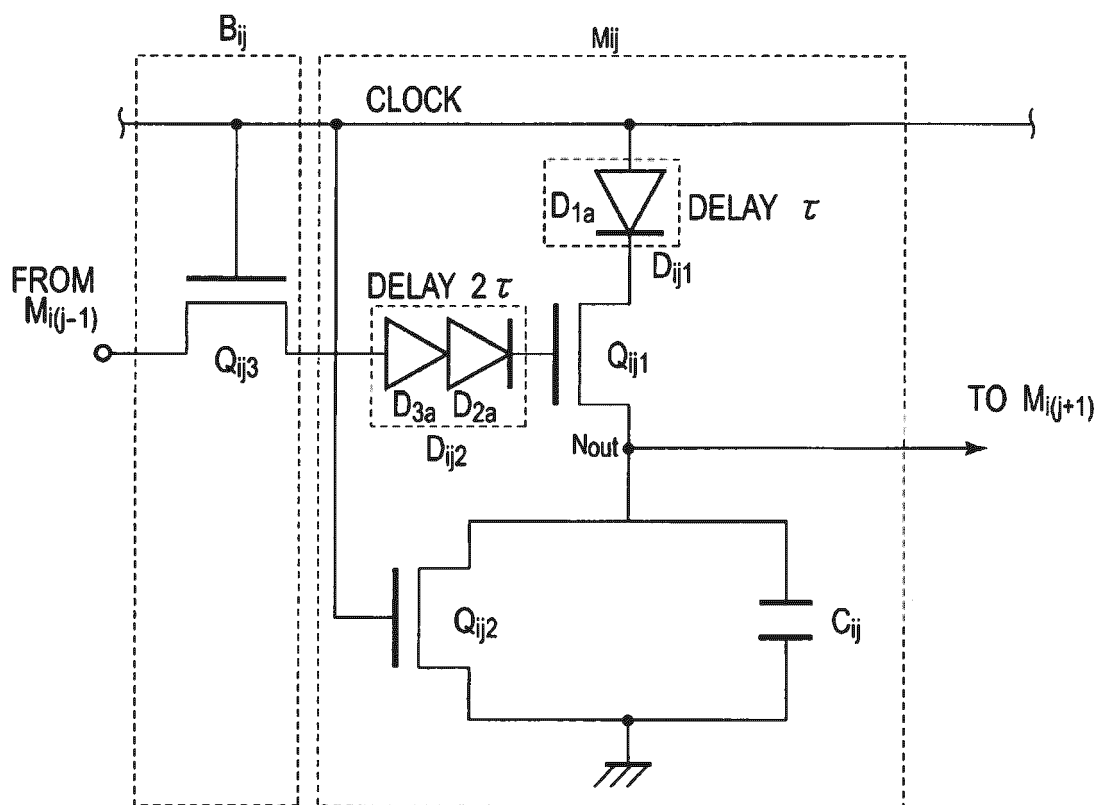 Bij
Mij
CLOCK
D1a
DELAY τ
Dij1
FROM
Mi(j-1)
DELAY 2τ
Qij3
Qij1
D3a
D2a
Dij2
TO Mi(j+1)
Nout
Qij2
Cij